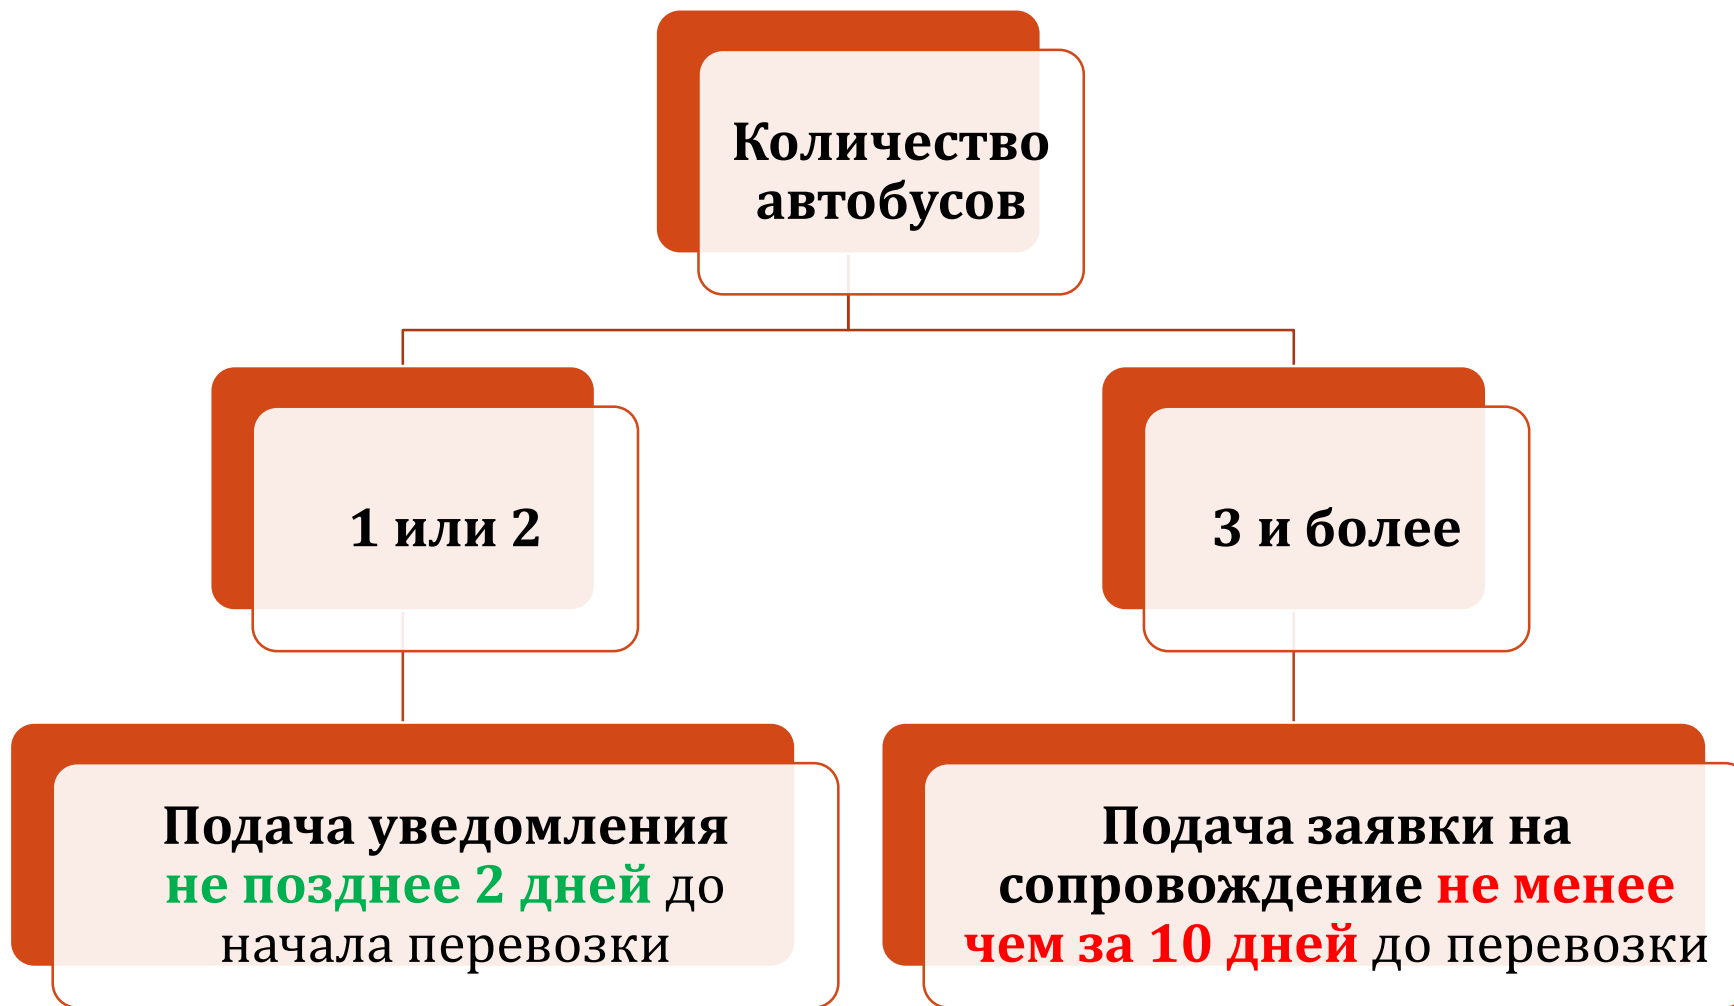 Количество
автобусов
1 или 2
3 и более
Подача уведомления
не позднее 2 дней до
начала перевозки
Подача заявки на
сопровождение не менее
чем за 10 дней до перевозки